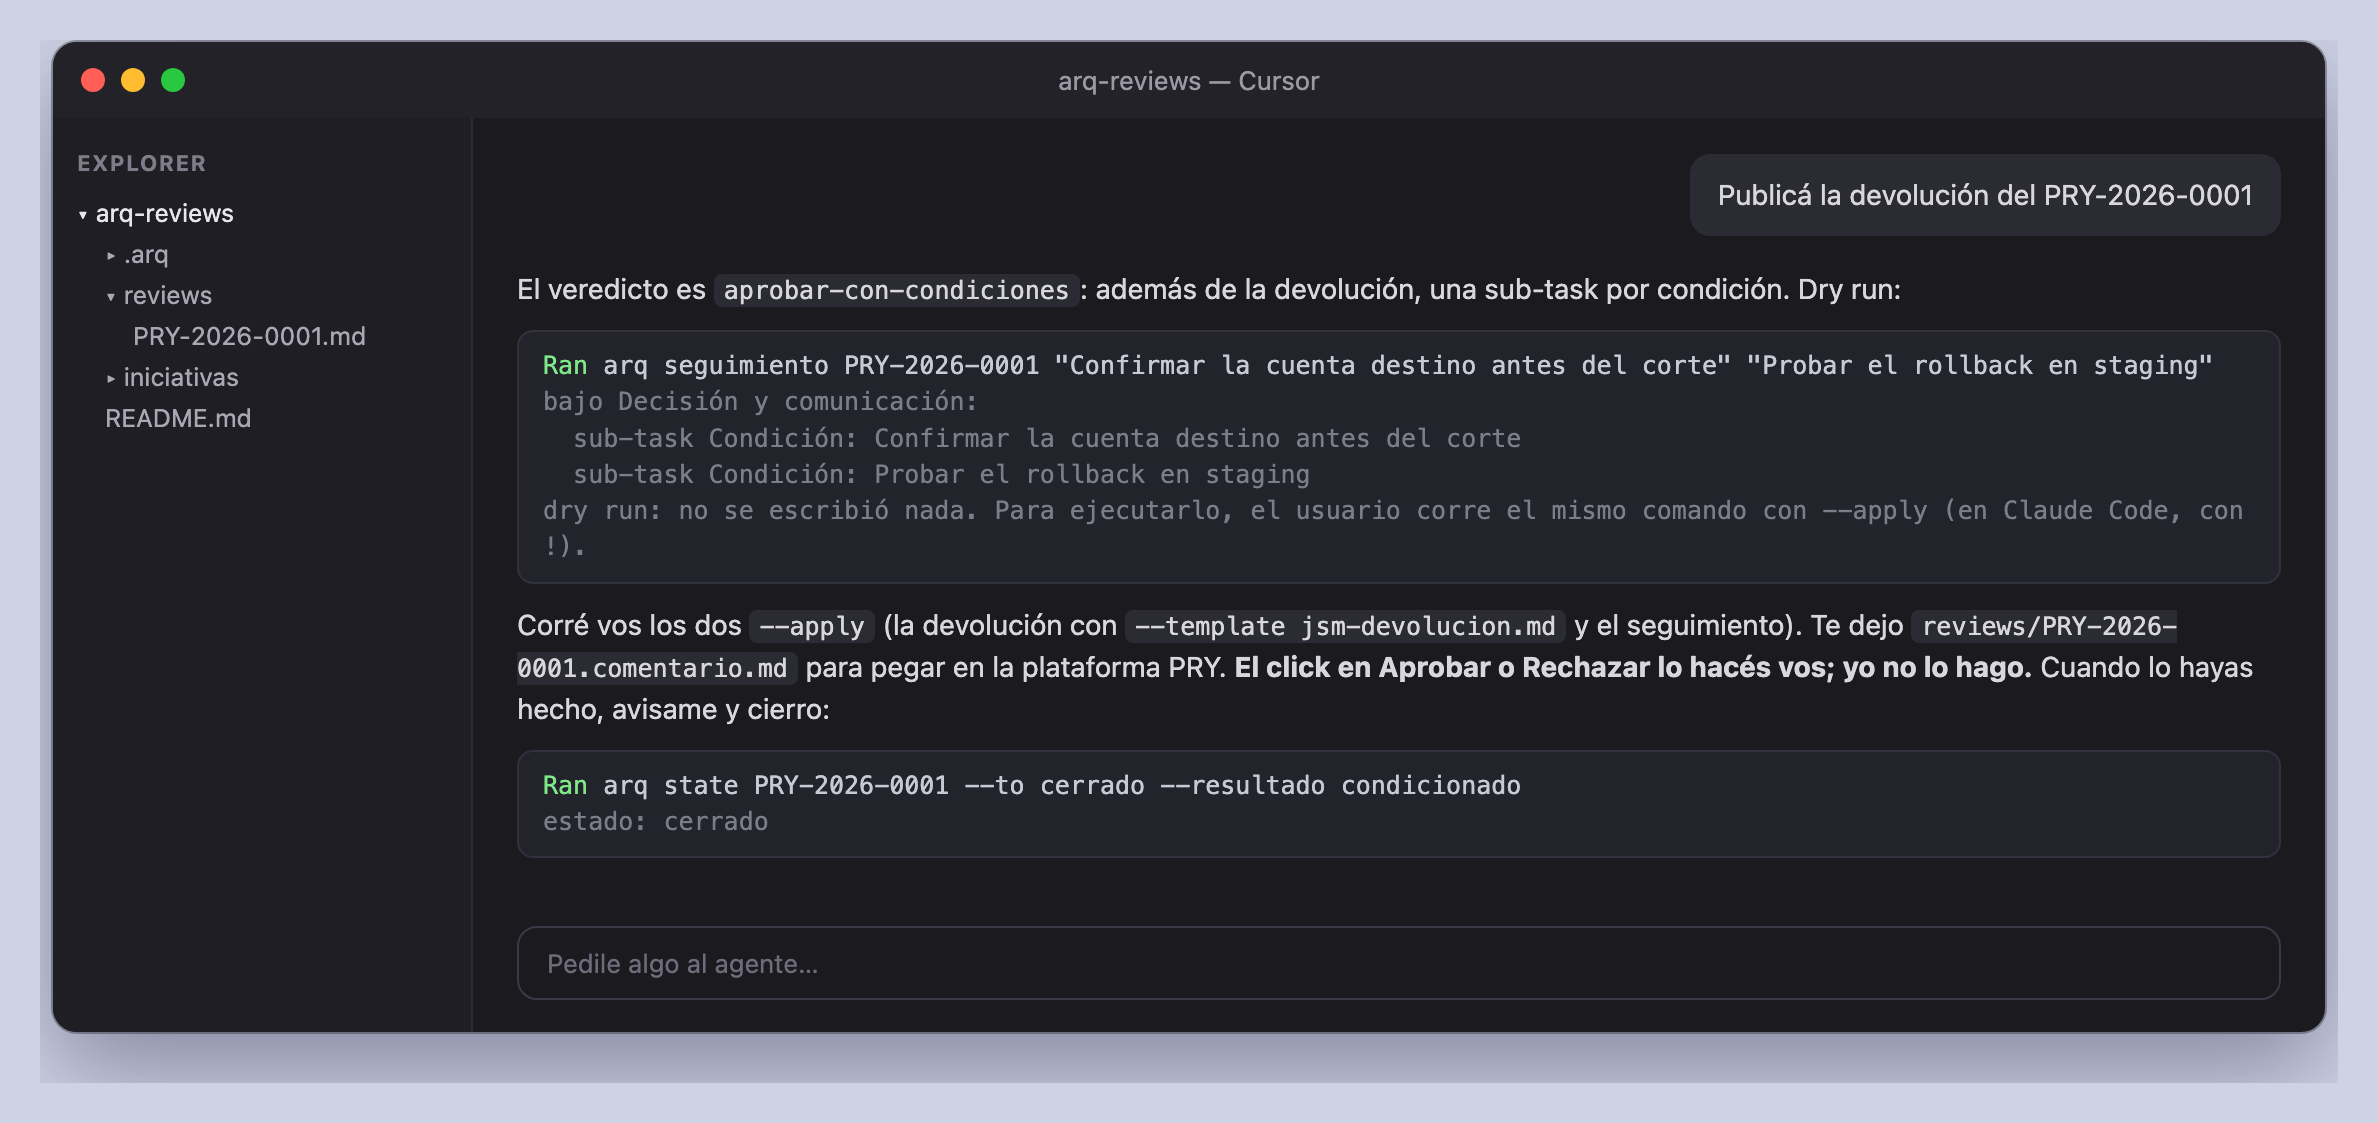 arq-reviews — Cursor
EXPLORER
▾ arq-reviews
▸ .arq
▾ reviews
PRY-2026-0001.md
▸ iniciativas
README.md
Publicá la devolución del PRY-2026-0001
El veredicto es aprobar-con-condiciones: además de la devolución, una sub-task por condición. Dry run:
Ran arq seguimiento PRY-2026-0001 "Confirmar la cuenta destino antes del corte" "Probar el rollback en staging"
bajo Decisión y comunicación:
  sub-task Condición: Confirmar la cuenta destino antes del corte
  sub-task Condición: Probar el rollback en staging
dry run: no se escribió nada. Para ejecutarlo, el usuario corre el mismo comando con --apply (en Claude Code, con
!).
Corré vos los dos --apply (la devolución con --template jsm-devolucion.md y el seguimiento). Te dejo reviews/PRY-2026-
0001.comentario.md para pegar en la plataforma PRY. El click en Aprobar o Rechazar lo hacés vos; yo no lo hago. Cuando lo hayas
hecho, avisame y cierro:
Ran arq state PRY-2026-0001 --to cerrado --resultado condicionado
estado: cerrado
Pedile algo al agente…